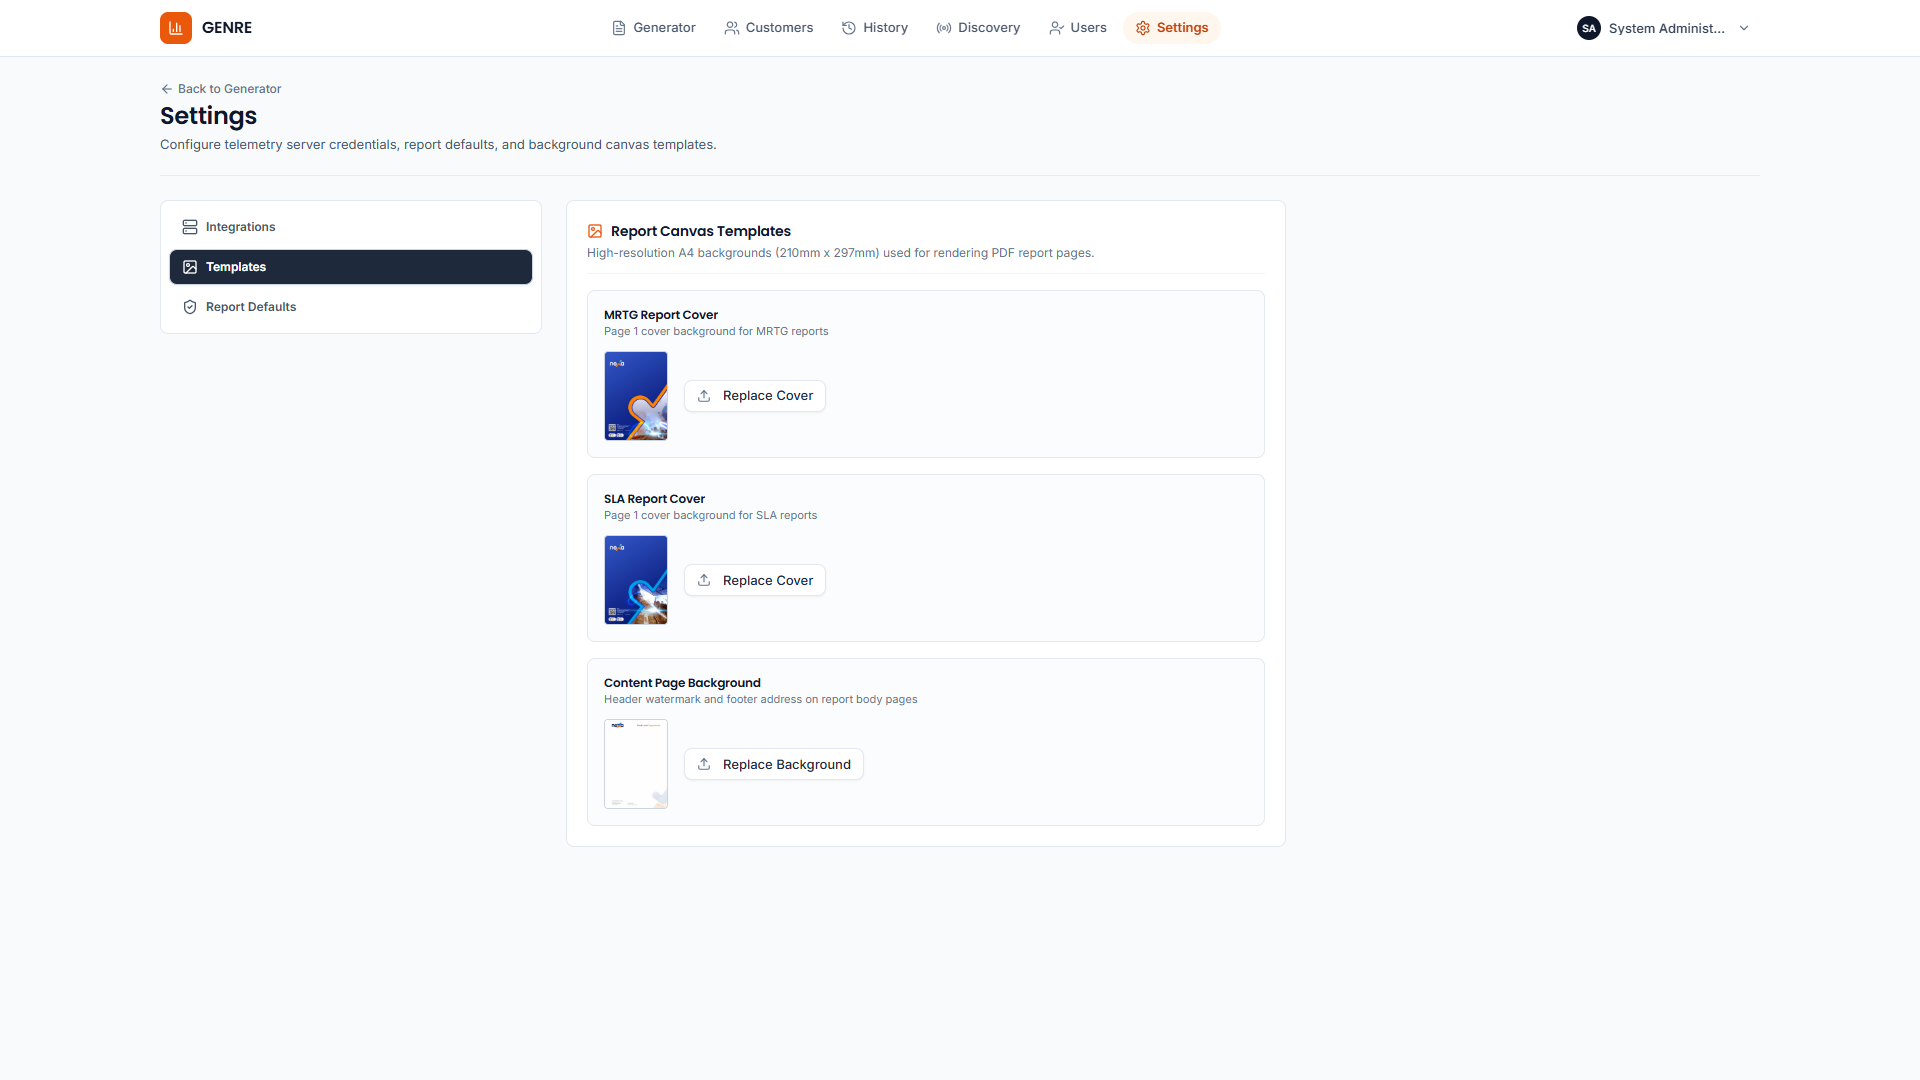 GENRE
Generator
Customers
History
Discovery
Users
Settings
SA
System Administ...
Back to Generator
Settings
Configure telemetry server credentials, report defaults, and background canvas templates.
Integrations
Templates
Report Defaults
Report Canvas Templates
High-resolution A4 backgrounds (210mm x 297mm) used for rendering PDF report pages.
MRTG Report Cover
Page 1 cover background for MRTG reports
Replace Cover
SLA Report Cover
Page 1 cover background for SLA reports
Replace Cover
Content Page Background
Header watermark and footer address on report body pages
Replace Background